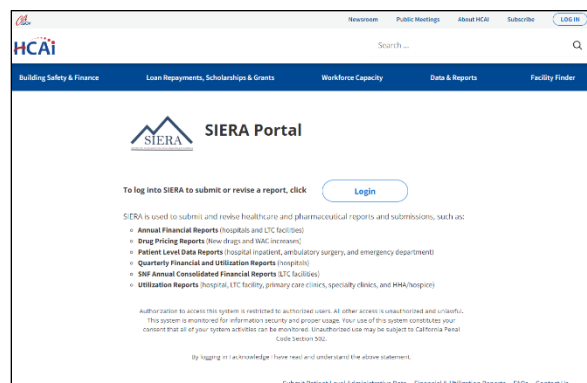 CA
GOV
Newsroom Public Meetings About HCAI Subscribe LOG IN
HCAi
Search ...
Building Safety & Finance Loan Repayments, Scholarships & Grants Workforce Capacity Data & Reports Facility Finder
SIERA
SIERA Portal
To log into SIERA to submit or revise a report, click Login
SIERA is used to submit and revise healthcare and pharmaceutical reports and submissions, such as:
Annual Financial Reports (hospitals and LTC facilities)
Drug Pricing Reports (New drugs and WAC increases)
Patient Level Data Reports (hospital inpatient, ambulatory surgery, and emergency department)
Quarterly Financial and Utilization Reports (hospitals)
SNF Annual Consolidated Financial Reports (LTC facilities)
Utilization Reports (hospital, LTC facility, primary care clinics, specialty clinics, and HHA/hospice)
Authorization to access this system is restricted to authorized users. All other access is unauthorized and unlawful.
This system is monitored for information security and proper usage. Your use of this system constitutes your
consent that all of your system activities can be monitored. Unauthorized use may be subject to California Penal
Code Section 502.
By logging in I acknowledge I have read and understand the above statement.
Submit Patient Level Administrative Data Financial & Utilization Reports FAQs Contact Us